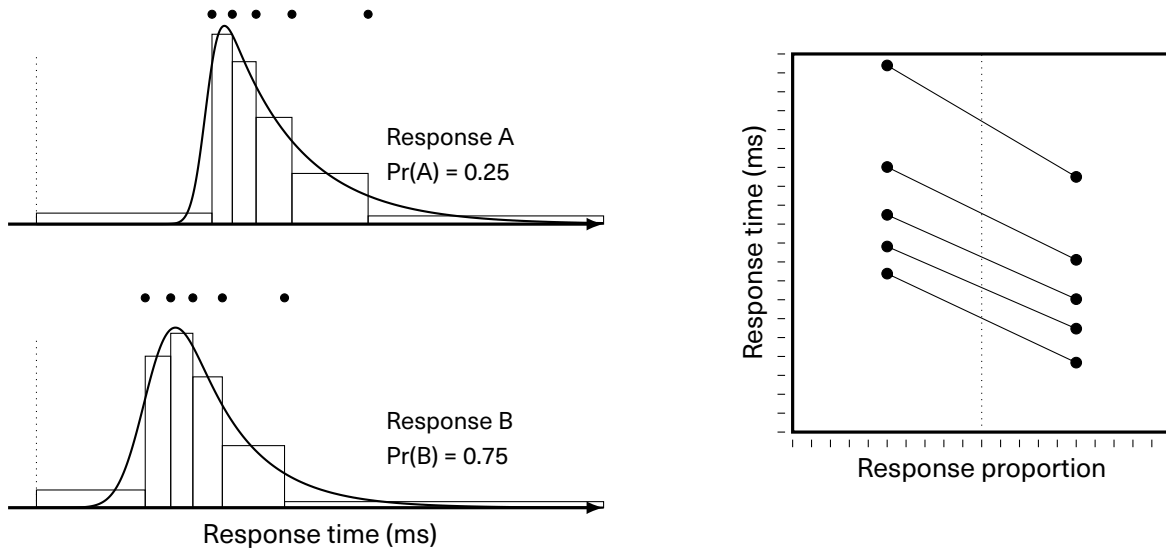 Response A
Pr(A) = 0.25
Response B
Pr(B) = 0.75
Response time (ms)
Response time (ms)
Response proportion